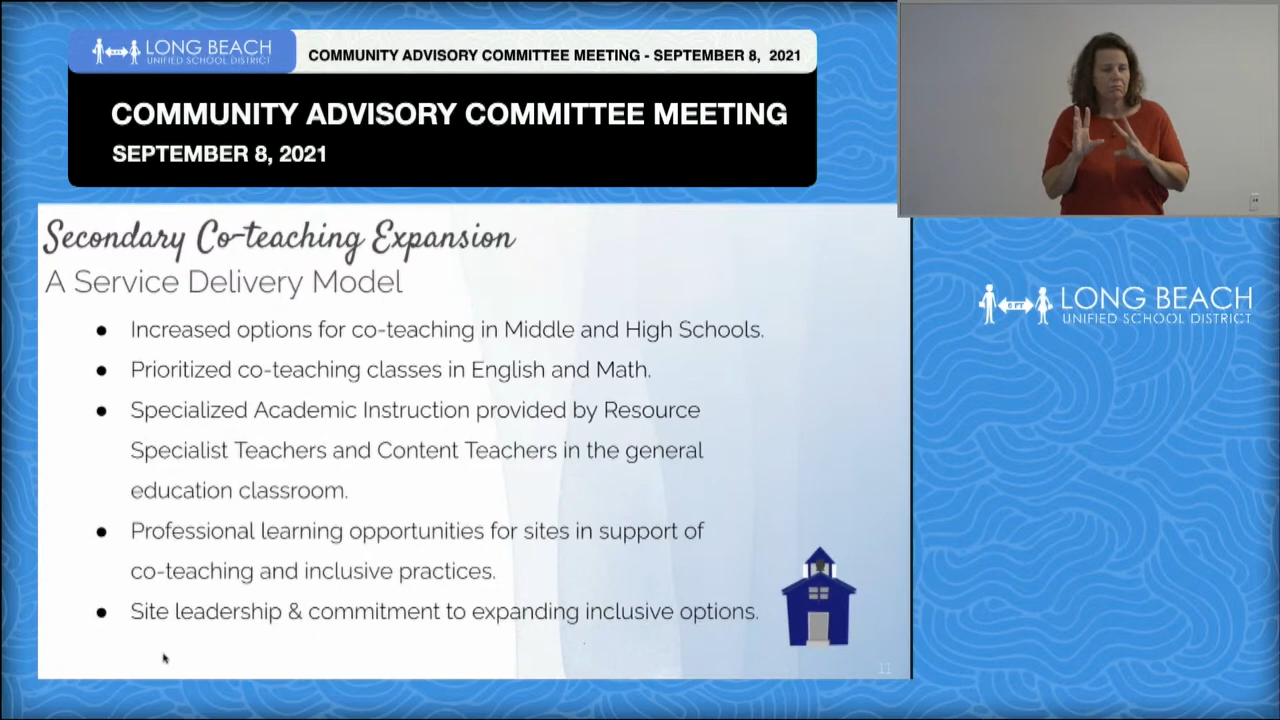 LONG BEACH
UNIFIED SCHOOL DISTRICT
COMMUNITY ADVISORY COMMITTEE MEETING - SEPTEMBER 8, 2021
COMMUNITY ADVISORY COMMITTEE MEETING
SEPTEMBER 8, 2021
Secondary Co-teaching Expansion
A Service Delivery Model
● Increased options for co-teaching in Middle and High Schools.
● Prioritized co-teaching classes in English and Math.
● Specialized Academic Instruction provided by Resource
Specialist Teachers and Content Teachers in the general
education classroom.
● Professional learning opportunities for sites in support of
co-teaching and inclusive practices.
● Site leadership & commitment to expanding inclusive options.
11
6 FT
LONG BEACH
UNIFIED SCHOOL DISTRICT